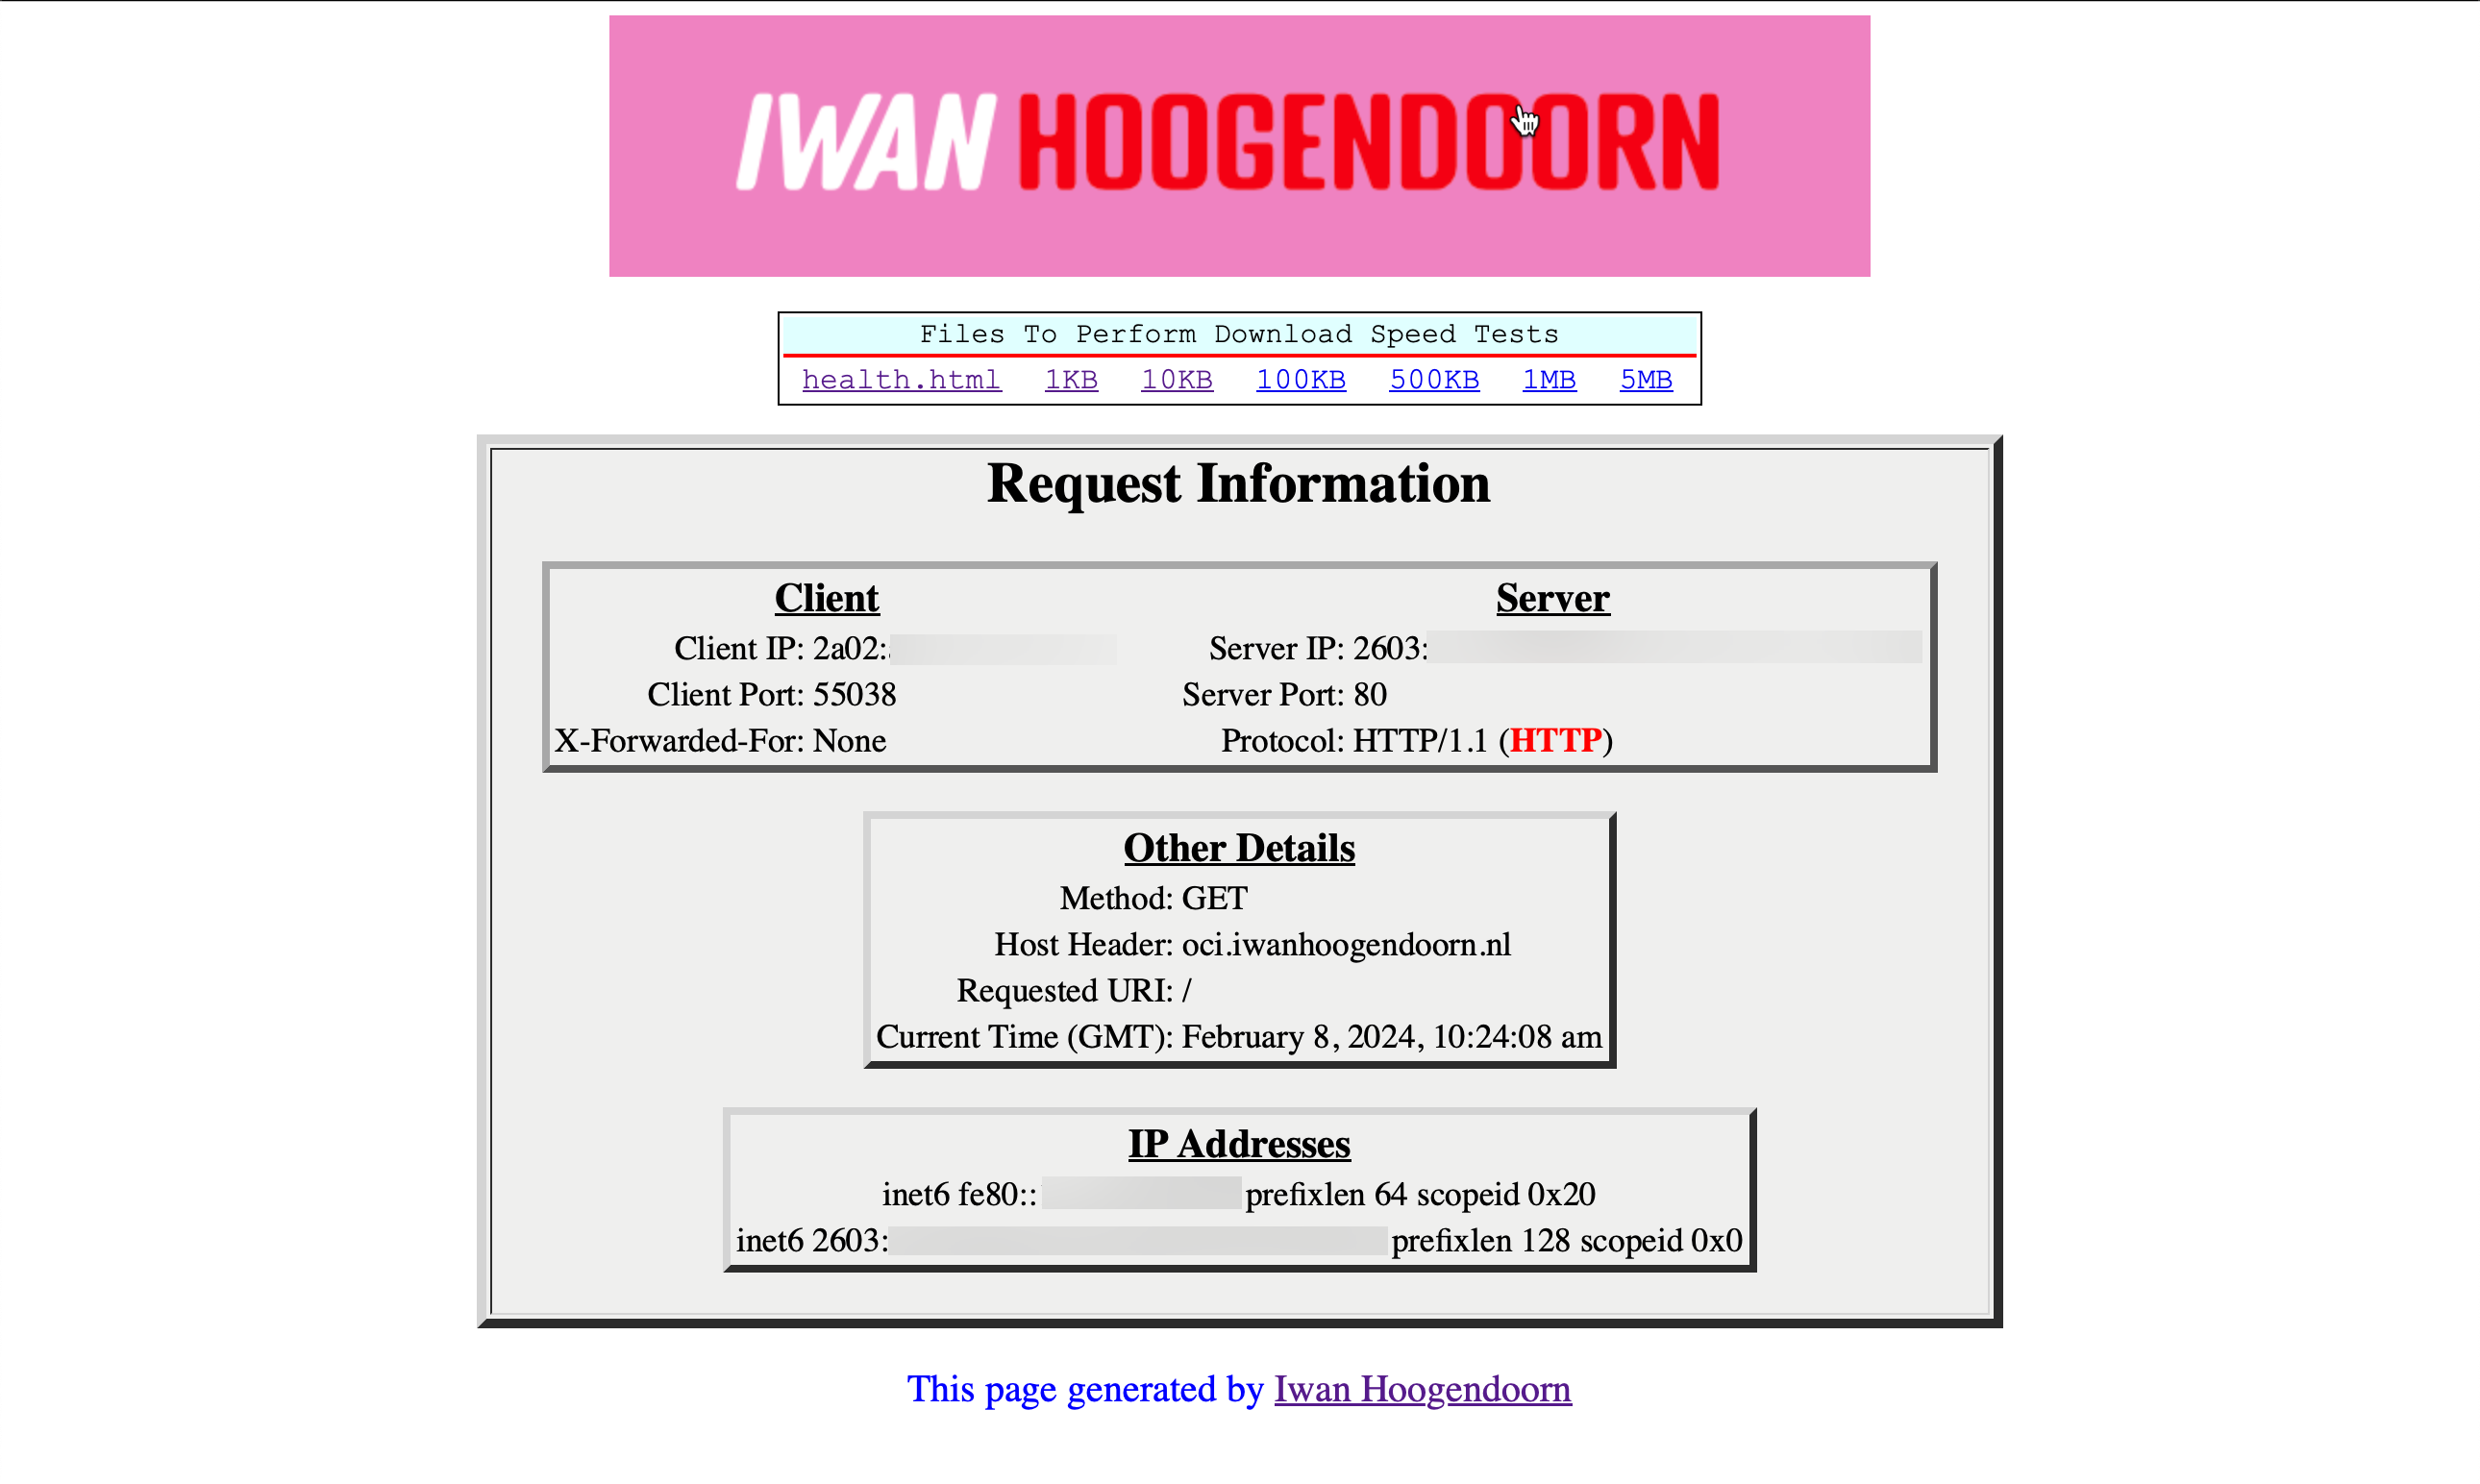 IWAN HOOGENDOORN
Files To Perform Download Speed Tests
health.html 1KB 10KB 100KB 500KB 1MB 5MB
Request Information
Client Server
Client IP: 2a02: Server IP: 2603:
Client Port: 55038 Server Port: 80
X-Forwarded-For: None Protocol: HTTP/1.1 (HTTP)
Other Details
Method: GET
Host Header: oci.iwanhoogendoorn.nl
Requested URI: /
Current Time (GMT): February 8, 2024, 10:24:08 am
IP Addresses
inet6 fe80:: prefixlen 64 scopeid 0x20
inet6 2603: prefixlen 128 scopeid 0x0
This page generated by Iwan Hoogendoorn